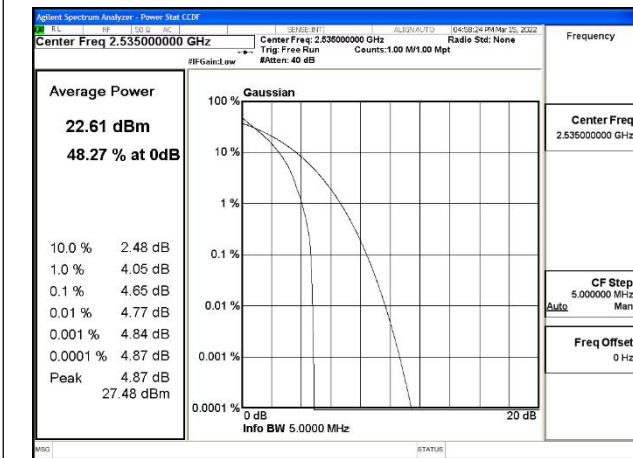 Agilent Spectrum Analyzer - Power Stat CCDF
RL RF 50 Ω AC SENSE:INT ALIGNAUTO 04:58:24 PM Mar 15, 2022
Center Freq 2.535000000 GHz
Center Freq: 2.535000000 GHz Radio Std: None
Trig: Free Run Counts:1.00 M/1.00 Mpt
#IFGain:Low #Atten: 40 dB
Frequency
Average Power
22.61 dBm
48.27 % at 0dB
10.0 % 2.48 dB
1.0 % 4.05 dB
0.1 % 4.65 dB
0.01 % 4.77 dB
0.001 % 4.84 dB
0.0001 % 4.87 dB
Peak 4.87 dB
27.48 dBm
Gaussian
100 %
10 %
1 %
0.1 %
0.01 %
0.001 %
0.0001 %
0 dB 20 dB
Info BW 5.0000 MHz
Center Freq
2.535000000 GHz
CF Step
5.000000 MHz
Auto Man
Freq Offset
0 Hz
MSG STATUS